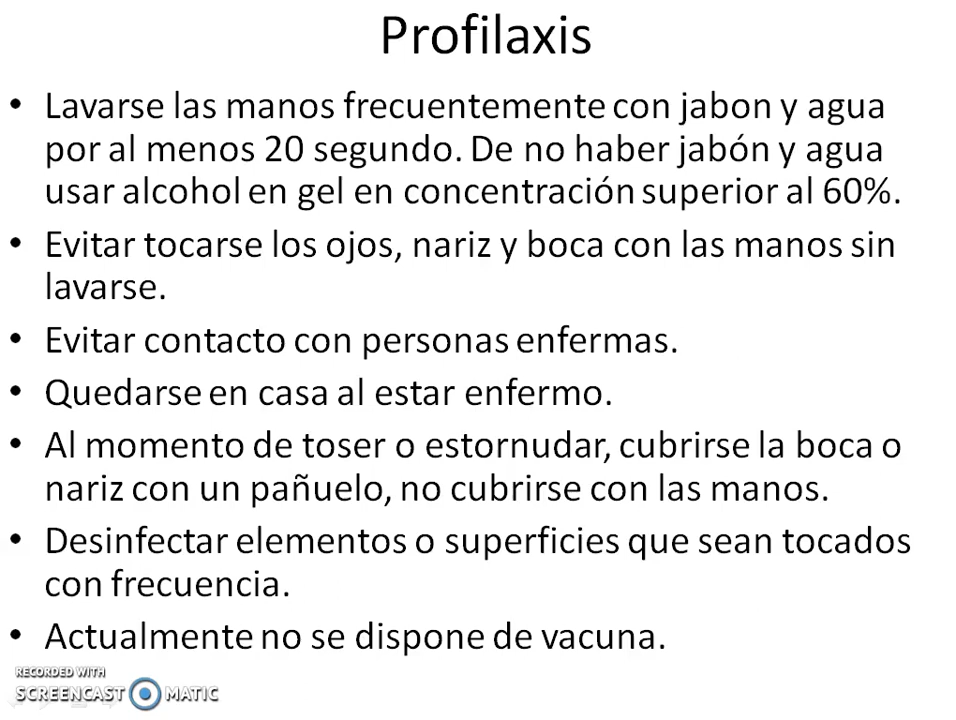 Profilaxis
• Lavarse las manos frecuentemente con jabon y agua
por al menos 20 segundo. De no haber jabón y agua
usar alcohol en gel en concentración superior al 60%.
• Evitar tocarse los ojos, nariz y boca con las manos sin
lavarse.
• Evitar contacto con personas enfermas.
• Quedarse en casa al estar enfermo.
• Al momento de toser o estornudar, cubrirse la boca o
nariz con un pañuelo, no cubrirse con las manos.
• Desinfectar elementos o superficies que sean tocados
con frecuencia.
• Actualmente no se dispone de vacuna.
RECORDED WITH
SCREENCAST MATIC